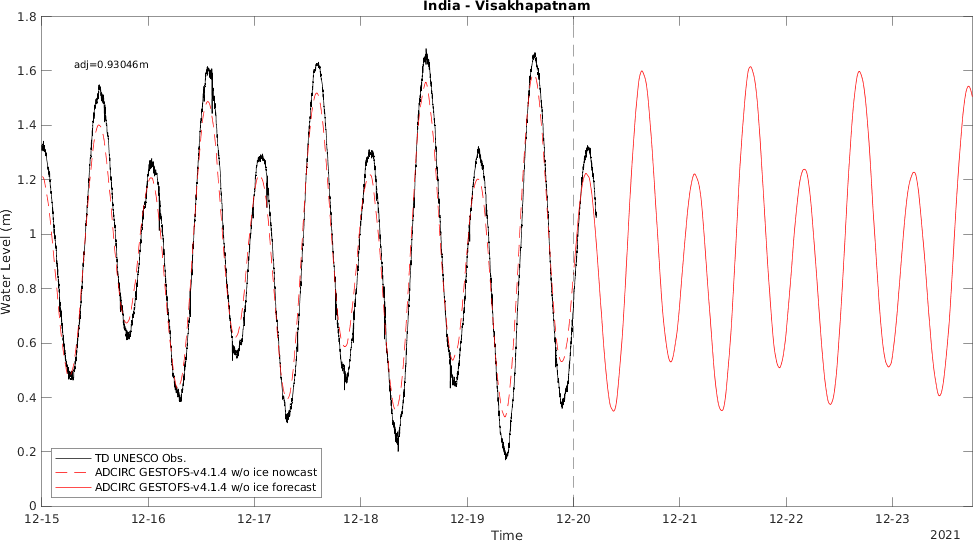 India - Visakhapatnam
adj=0.93046m
1.8
1.6
1.4
1.2
1
0.8
0.6
0.4
0.2
0
Water Level (m)
TD UNESCO Obs.
ADCIRC GESTOFS-v4.1.4 w/o ice nowcast
ADCIRC GESTOFS-v4.1.4 w/o ice forecast
12-15 12-16 12-17 12-18 12-19 12-20 12-21 12-22 12-23
Time
2021